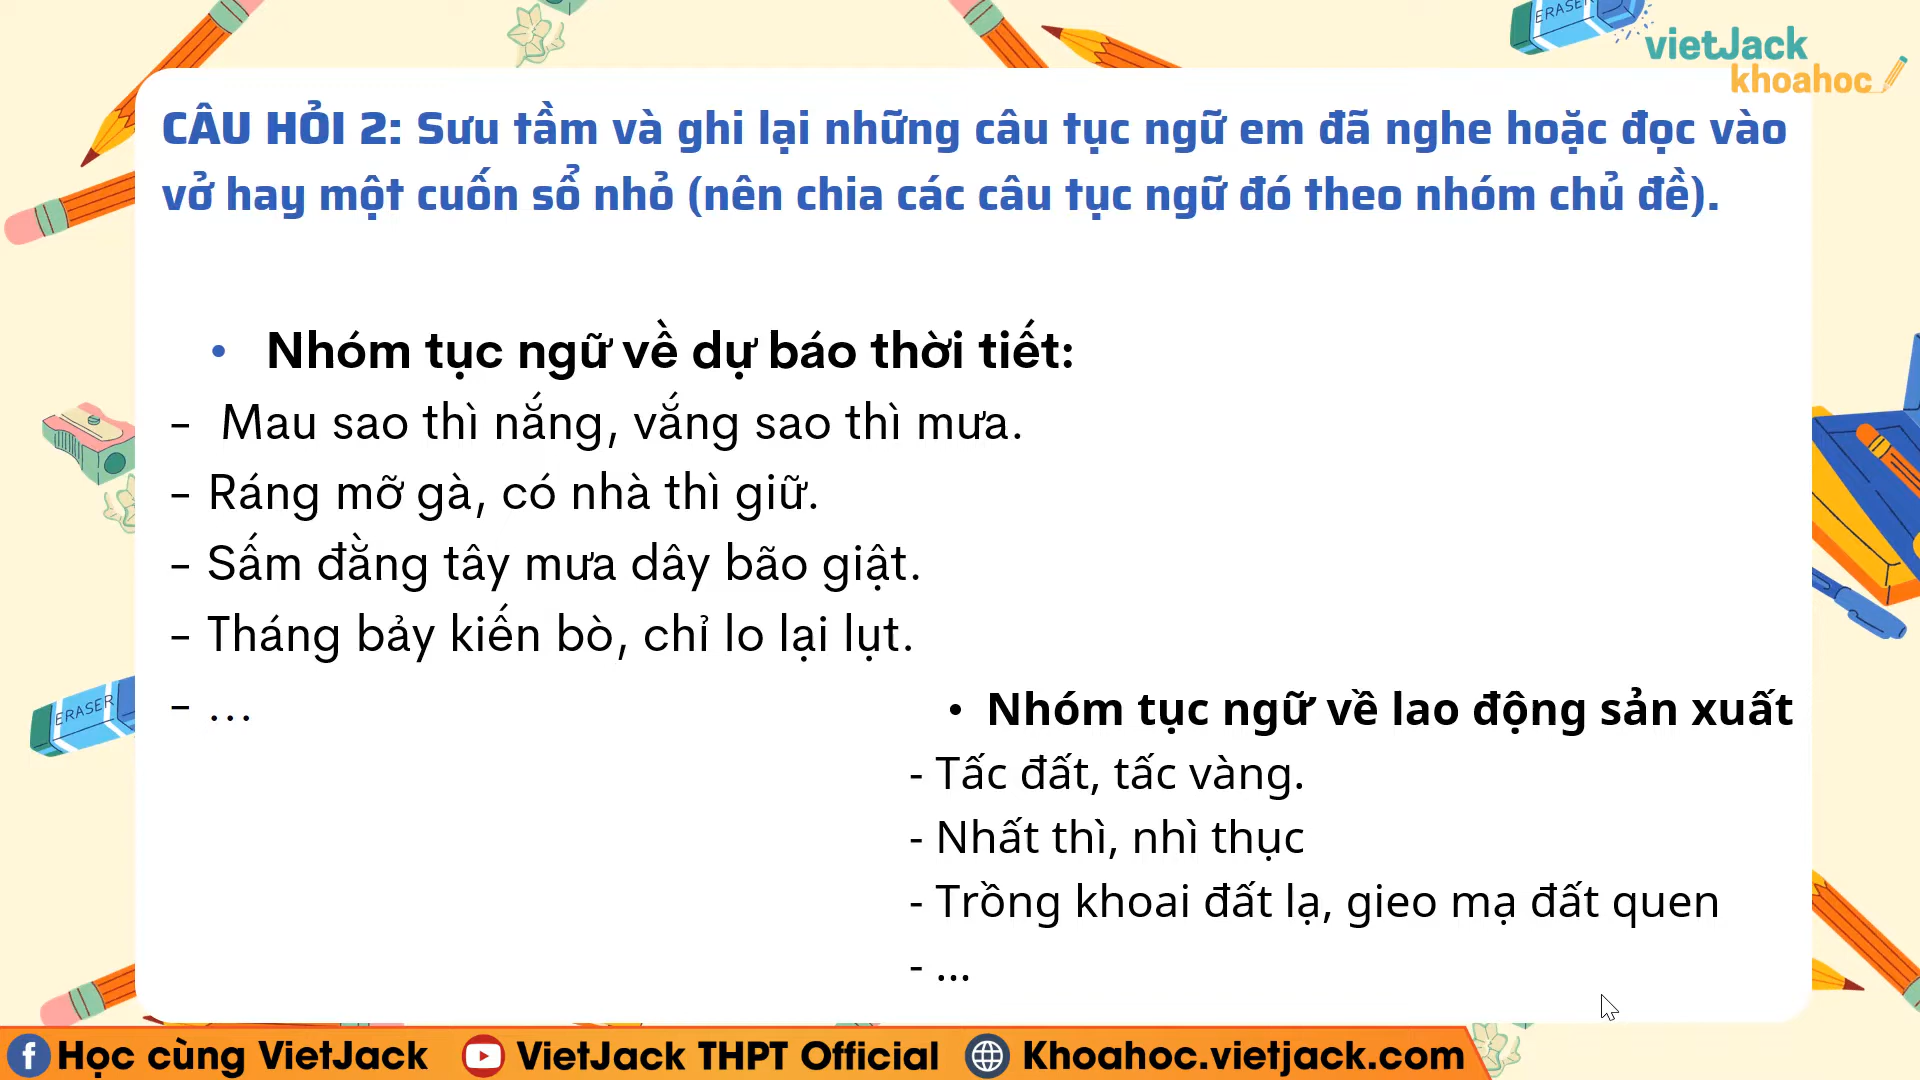 ERASER
vietJack
khoahoc
CÂU HỎI 2: Sưu tầm và ghi lại những câu tục ngữ em đã nghe hoặc đọc vào
vở hay một cuốn sổ nhỏ (nên chia các câu tục ngữ đó theo nhóm chủ đề).
• Nhóm tục ngữ về dự báo thời tiết:
- Mau sao thì nắng, vắng sao thì mưa.
- Ráng mỡ gà, có nhà thì giữ.
- Sấm đằng tây mưa dây bão giật.
- Tháng bảy kiến bò, chỉ lo lại lụt.
- ...
ERASER
• Nhóm tục ngữ về lao động sản xuất
- Tấc đất, tấc vàng.
- Nhất thì, nhì thục
- Trồng khoai đất lạ, gieo mạ đất quen
- ...
Học cùng VietJack VietJack THPT Official Khoahoc.vietjack.com